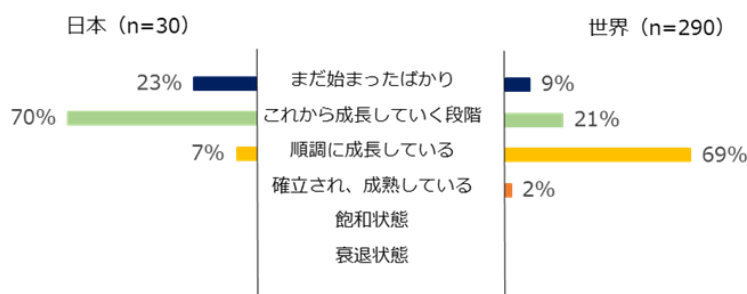 日本（n=30）
世界（n=290）
23%
まだ始まったばかり
9%
70%
これから成長していく段階
21%
7%
順調に成長している
69%
確立され、成熟している
2%
飽和状態
衰退状態